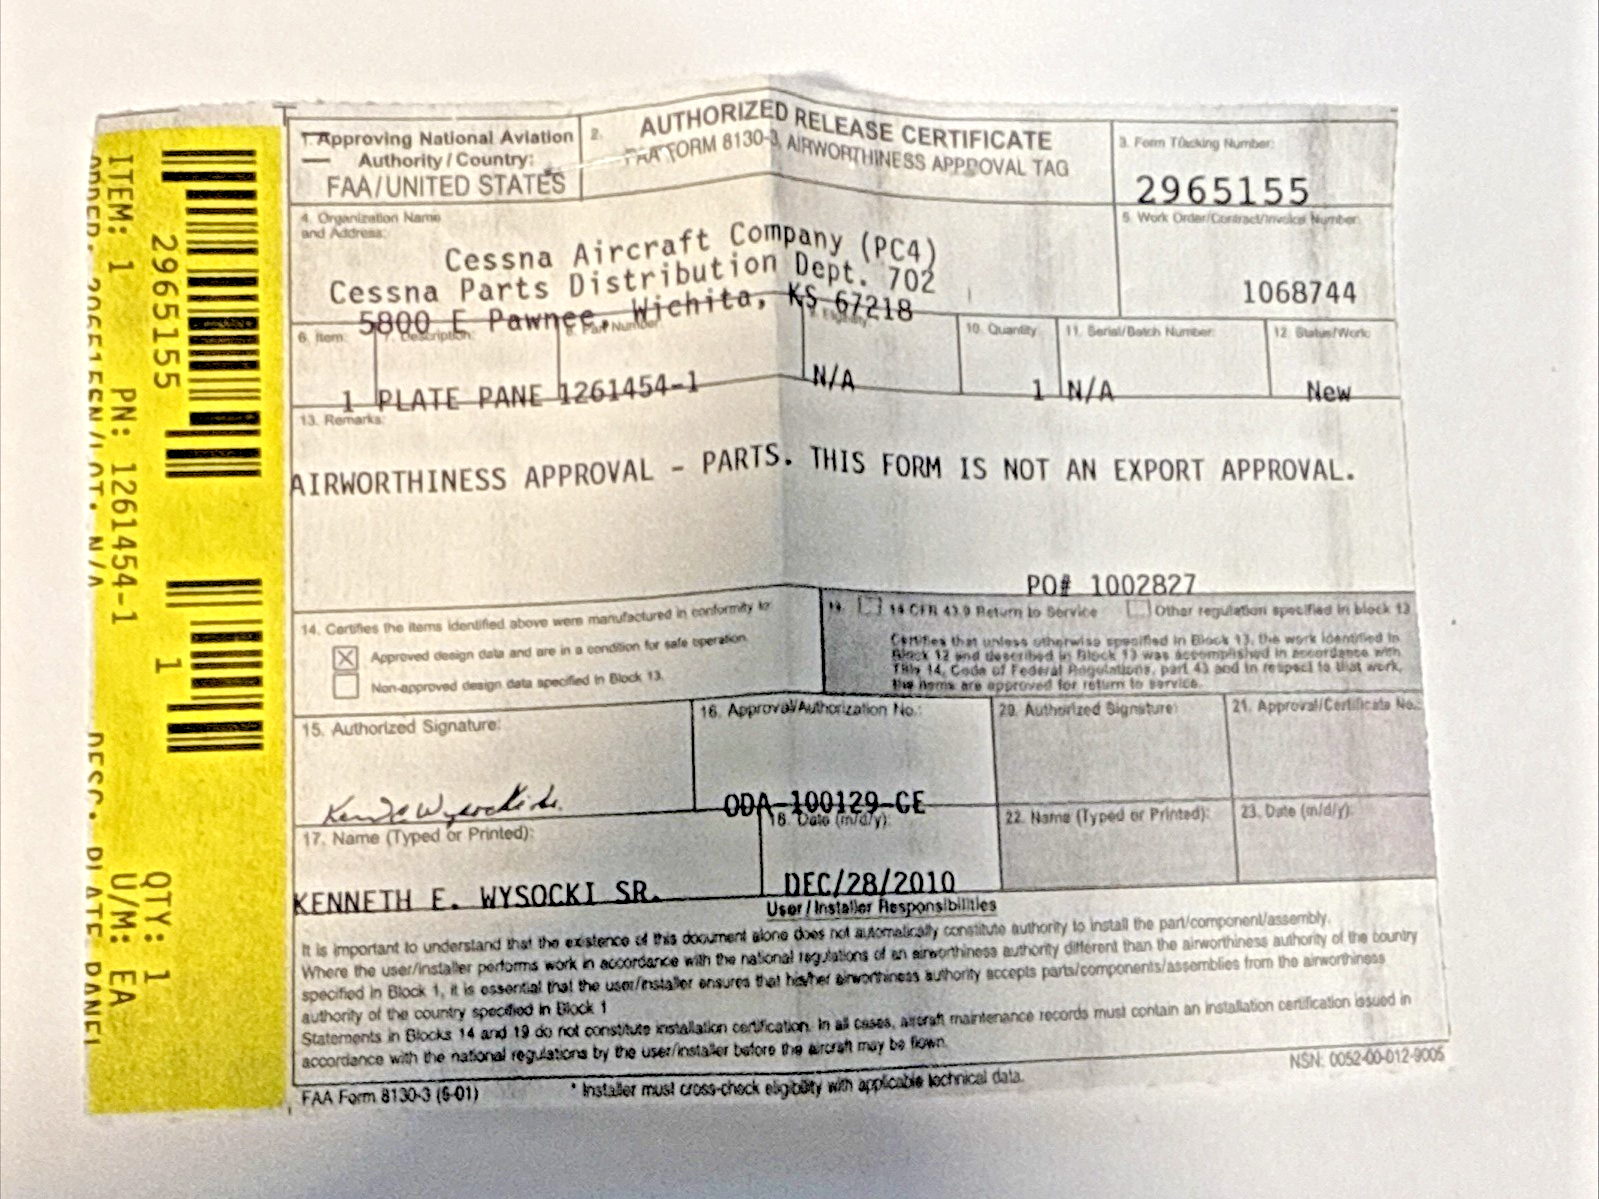 ITEM: 1 PN: 1261454-1 QTY: 1
U/M: EA
2965155
1
1. Approving National Aviation
Authority / Country:
FAA/UNITED STATES
2.
AUTHORIZED RELEASE CERTIFICATE
FAA FORM 8130-3, AIRWORTHINESS APPROVAL TAG
3. Form Tracking Number:
2965155
4. Organization Name
and Address:
Cessna Aircraft Company (PC4)
Cessna Parts Distribution Dept. 702
5800 E Pawnee, Wichita, KS 67218
5. Work Order/Contract/Invoice Number:
1068744
6. Item:
7. Description:
8. Part Number
9. Eligibility
10. Quantity
11. Serial/Batch Number:
12. Status/Work:
1 PLATE PANE 1261454-1 N/A 1 N/A New
13. Remarks:
AIRWORTHINESS APPROVAL - PARTS. THIS FORM IS NOT AN EXPORT APPROVAL.
PO# 1002827
14. Certifies the items identified above were manufactured in conformity to:
Approved design data and are in a condition for safe operation.
Non-approved design data specified in Block 13.
19. 14 CFR 43.9 Return to Service Other regulation specified in block 13
Certifies that unless otherwise specified in Block 13, the work identified in
Block 12 and described in Block 13 was accomplished in accordance with
Title 14, Code of Federal Regulations, part 43 and in respect to that work,
the items are approved for return to service.
15. Authorized Signature:
16. Approval/Authorization No.:
ODA-100129-CE
20. Authorized Signature:
21. Approval/Certificate No.:
17. Name (Typed or Printed):
KENNETH E. WYSOCKI SR.
18. Date (m/d/y):
DEC/28/2010
22. Name (Typed or Printed):
23. Date (m/d/y):
User / Installer Responsibilities
It is important to understand that the existence of this document alone does not automatically constitute authority to install the part/component/assembly.
Where the user/installer performs work in accordance with the national regulations of an airworthiness authority different than the airworthiness authority of the country
specified in Block 1, it is essential that the user/installer ensures that his/her airworthiness authority accepts parts/components/assemblies from the airworthiness
authority of the country specified in Block 1
Statements in Blocks 14 and 19 do not constitute installation certification. In all cases, aircraft maintenance records must contain an installation certification issued in
accordance with the national regulations by the user/installer before the aircraft may be flown.
FAA Form 8130-3 (6-01)
* Installer must cross-check eligibility with applicable technical data.
NSN: 0052-00-012-9005